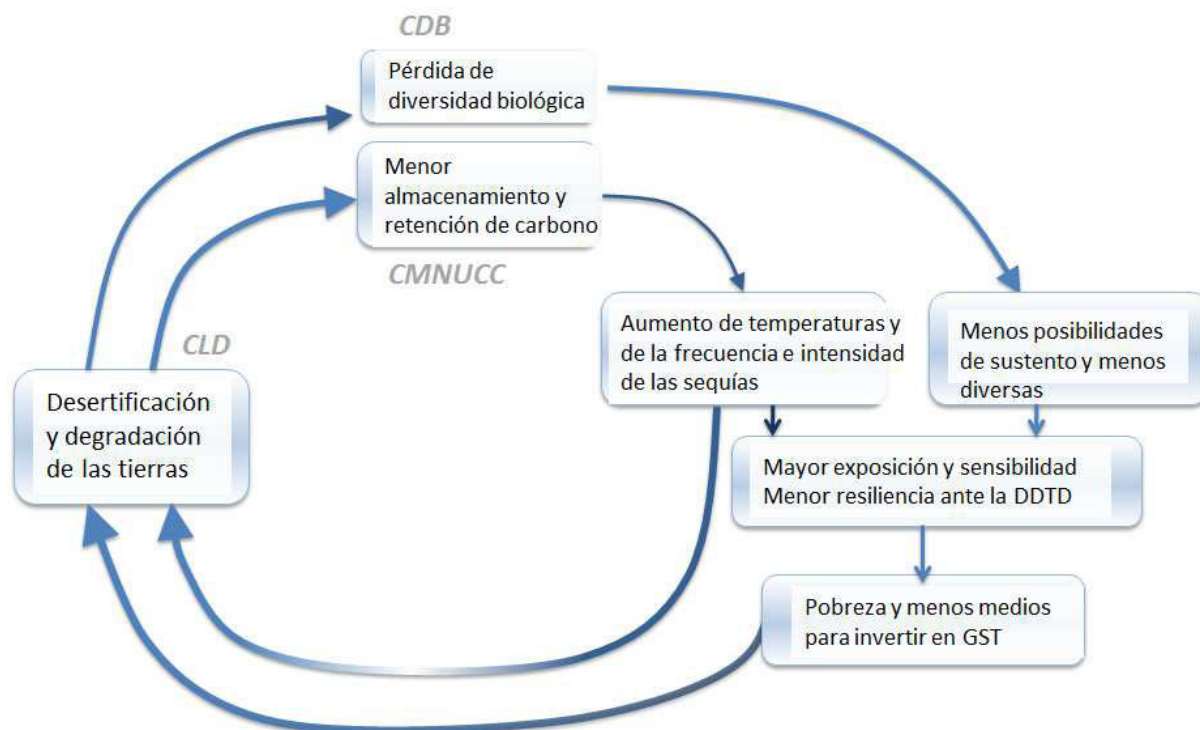 CDB
Pérdida de
diversidad biológica
Menor
almacenamiento y
retención de carbono
CMNUCC
CLD
Desertificación
y degradación
de las tierras
Aumento de temperaturas y
de la frecuencia e intensidad
de las sequías
Menos posibilidades
de sustento y menos
diversas
Mayor exposición y sensibilidad
Menor resiliencia ante la DDTD
Pobreza y menos medios
para invertir en GST